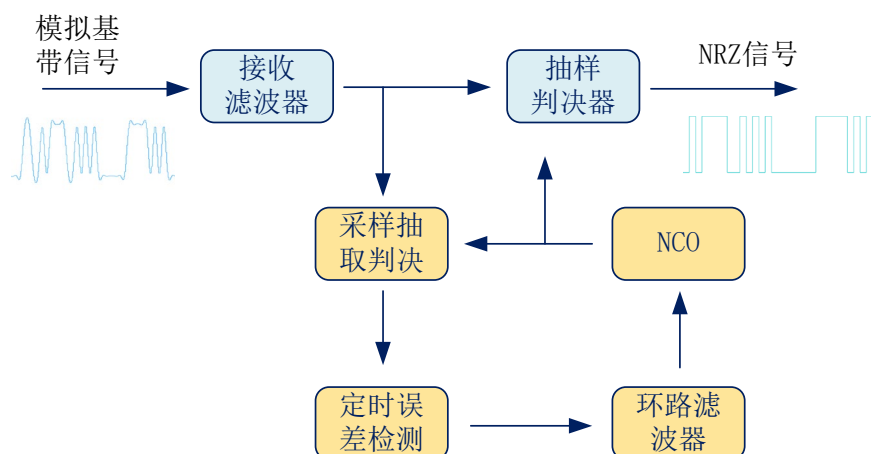 模拟基
带信号
接收
滤波器
抽样
判决器
NRZ信号
采样抽
取判决
NCO
定时误
差检测
环路滤
波器